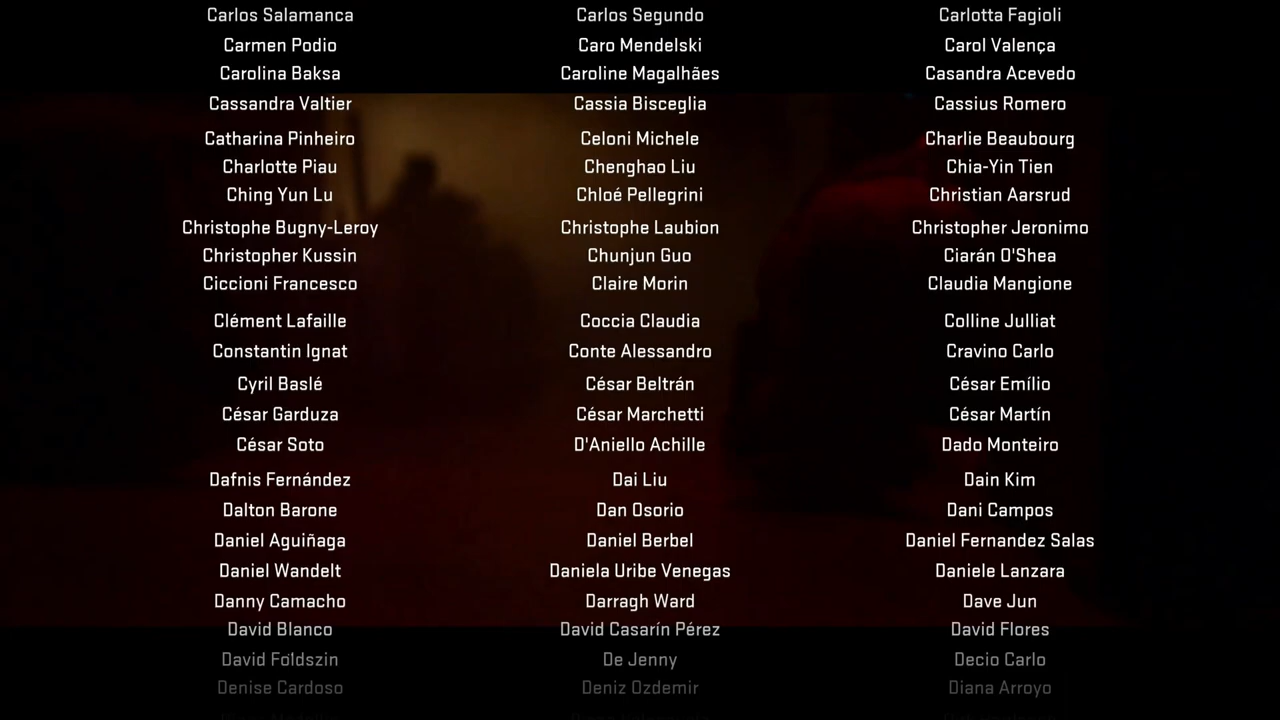 Carlos Salamanca Carlos Segundo Carlotta Fagioli
Carmen Podio Caro Mendelski Carol Valença
Carolina Baksa Caroline Magalhães Casandra Acevedo
Cassandra Valtier Cassia Bisceglia Cassius Romero
Catharina Pinheiro Celoni Michele Charlie Beaubourg
Charlotte Piau Chenghao Liu Chia-Yin Tien
Ching Yun Lu Chloé Pellegrini Christian Aarsrud
Christophe Bugny-Leroy Christophe Laubion Christopher Jeronimo
Christopher Kussin Chunjun Guo Ciarán O'Shea
Ciccioni Francesco Claire Morin Claudia Mangione
Clément Lafaille Coccia Claudia Colline Julliat
Constantin Ignat Conte Alessandro Cravino Carlo
Cyril Baslé César Beltrán César Emílio
César Garduza César Marchetti César Martín
César Soto D'Aniello Achille Dado Monteiro
Dafnis Fernández Dai Liu Dain Kim
Dalton Barone Dan Osorio Dani Campos
Daniel Aguiñaga Daniel Berbel Daniel Fernandez Salas
Daniel Wandelt Daniela Uribe Venegas Daniele Lanzara
Danny Camacho Darragh Ward Dave Jun
David Blanco David Casarín Pérez David Flores
David Foldszin De Jenny Decio Carlo
Denise Cardoso Deniz Ozdemir Diana Arroyo